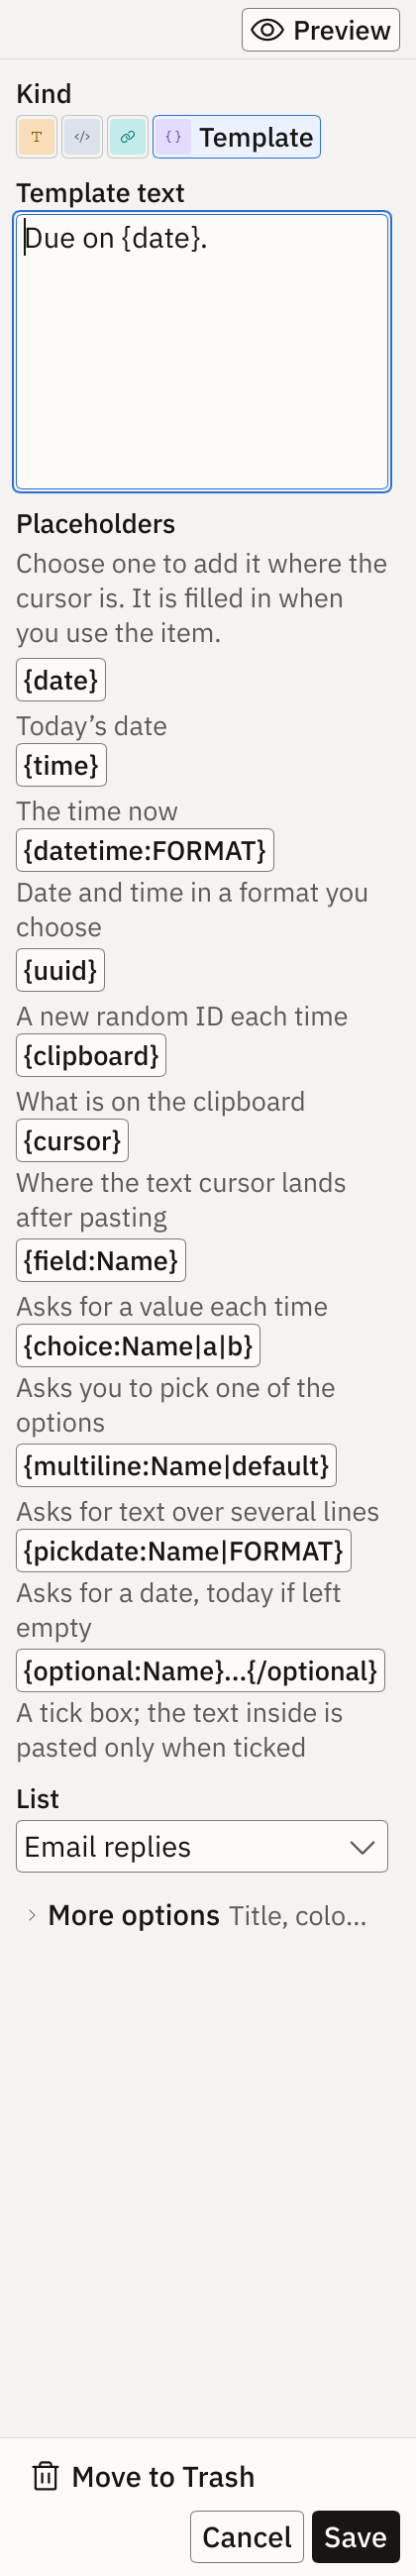 Preview
Kind
T </> { } Template
Template text
Due on {date}.
Placeholders
Choose one to add it where the
cursor is. It is filled in when
you use the item.
{date}
Today’s date
{time}
The time now
{datetime:FORMAT}
Date and time in a format you
choose
{uuid}
A new random ID each time
{clipboard}
What is on the clipboard
{cursor}
Where the text cursor lands
after pasting
{field:Name}
Asks for a value each time
{choice:Name|a|b}
Asks you to pick one of the
options
{multiline:Name|default}
Asks for text over several lines
{pickdate:Name|FORMAT}
Asks for a date, today if left
empty
{optional:Name}...{/optional}
A tick box; the text inside is
pasted only when ticked
List
Email replies
More options Title, colo...
Move to Trash
Cancel Save